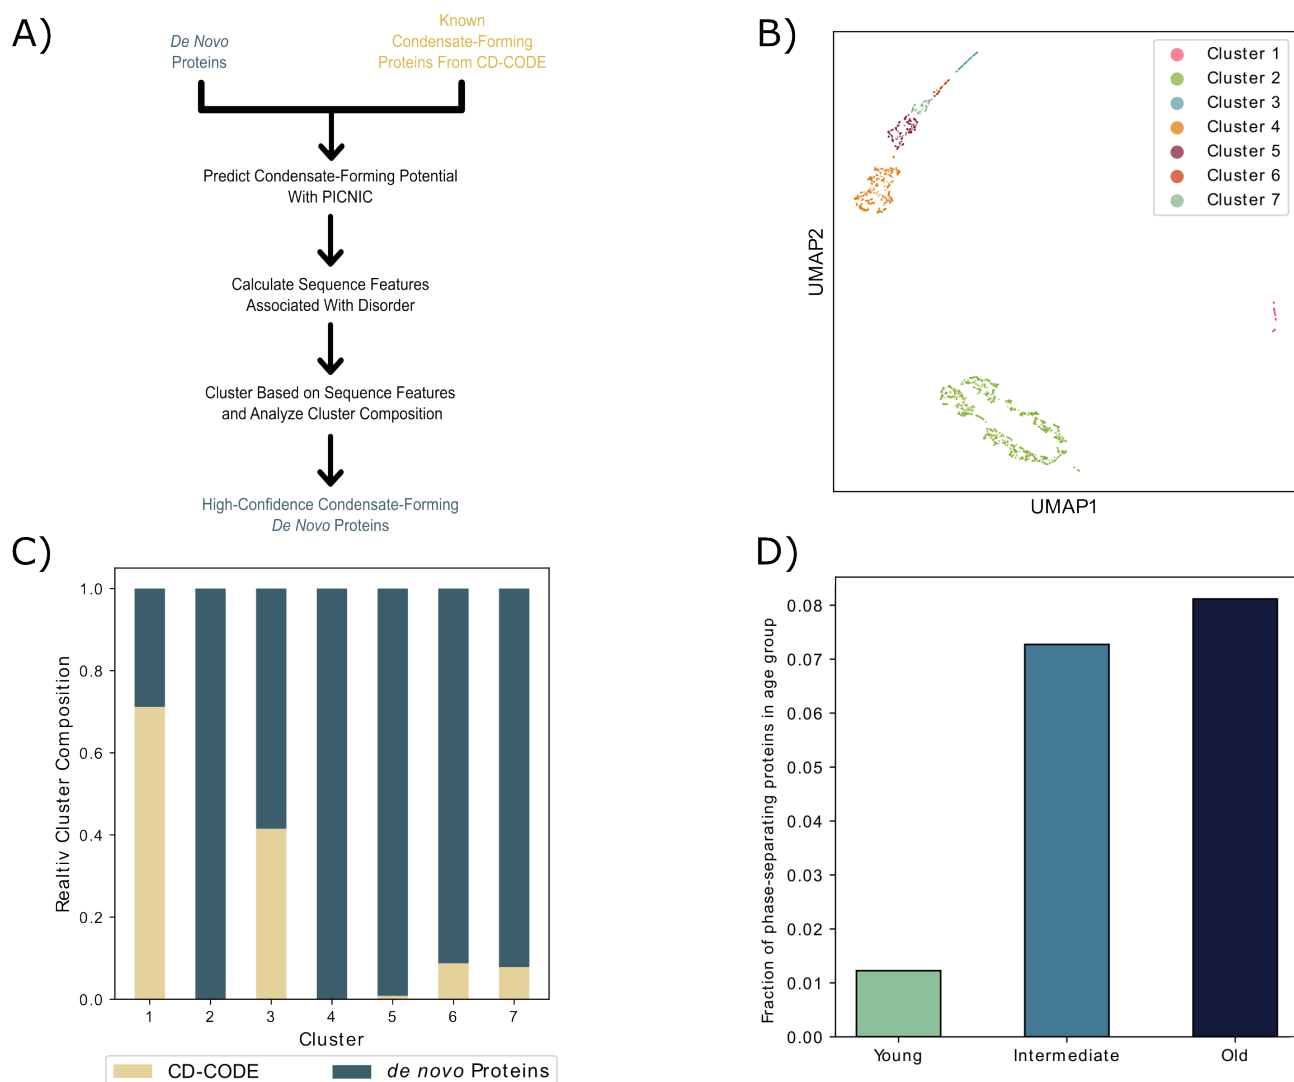 A)
De Novo
Proteins
Known
Condensate-Forming
Proteins From CD-CODE
Predict Condensate-Forming Potential
With PICNIC
Calculate Sequence Features
Associated With Disorder
Cluster Based on Sequence Features
and Analyze Cluster Composition
High-Confidence Condensate-Forming
De Novo Proteins
B)
Cluster 1
Cluster 2
Cluster 3
Cluster 4
Cluster 5
Cluster 6
Cluster 7
UMAP2
UMAP1
C)
Realtiv Cluster Composition
1.0
0.8
0.6
0.4
0.2
0.0
1 2 3 4 5 6 7
Cluster
CD-CODE de novo Proteins
D)
Fraction of phase-separating proteins in age group
0.08
0.07
0.06
0.05
0.04
0.03
0.02
0.01
0.00
Young Intermediate Old